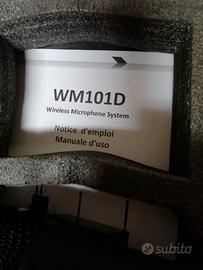 WM101D
Wireless Microphone System
Notice d'emploi
Manuale d'uso
subito